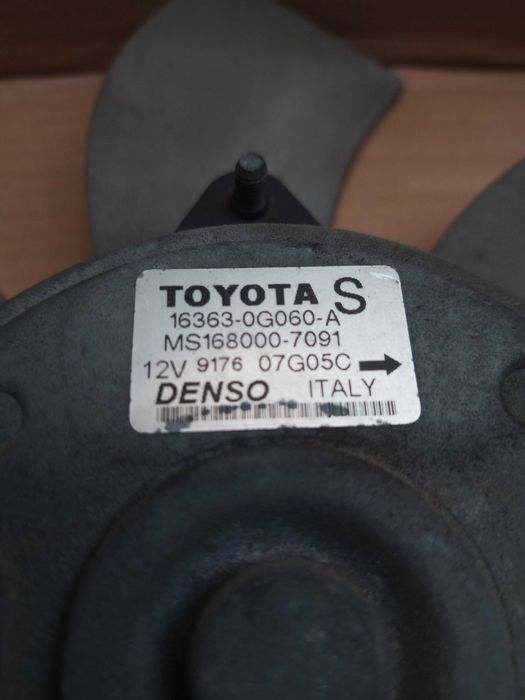 TOYOTA S
16363-0G060-A
MS168000-7091
12V 9176 07G05C
DENSO ITALY